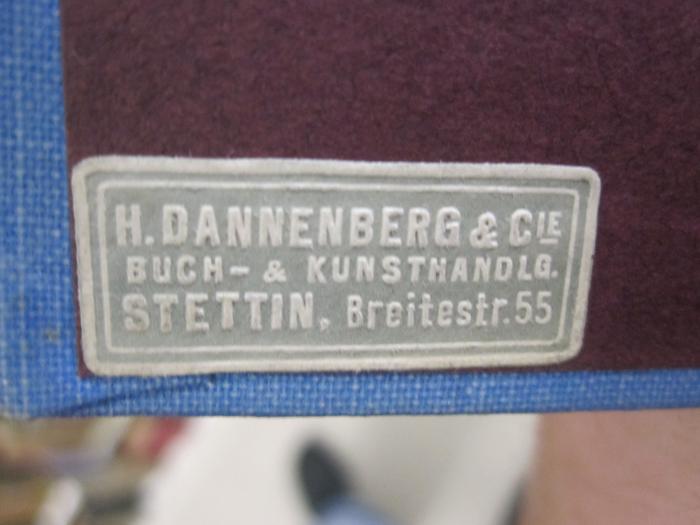 H. DANNENBERG & CIE
BUCH- & KUNSTHANDLG.
STETTIN, Breitestr. 55